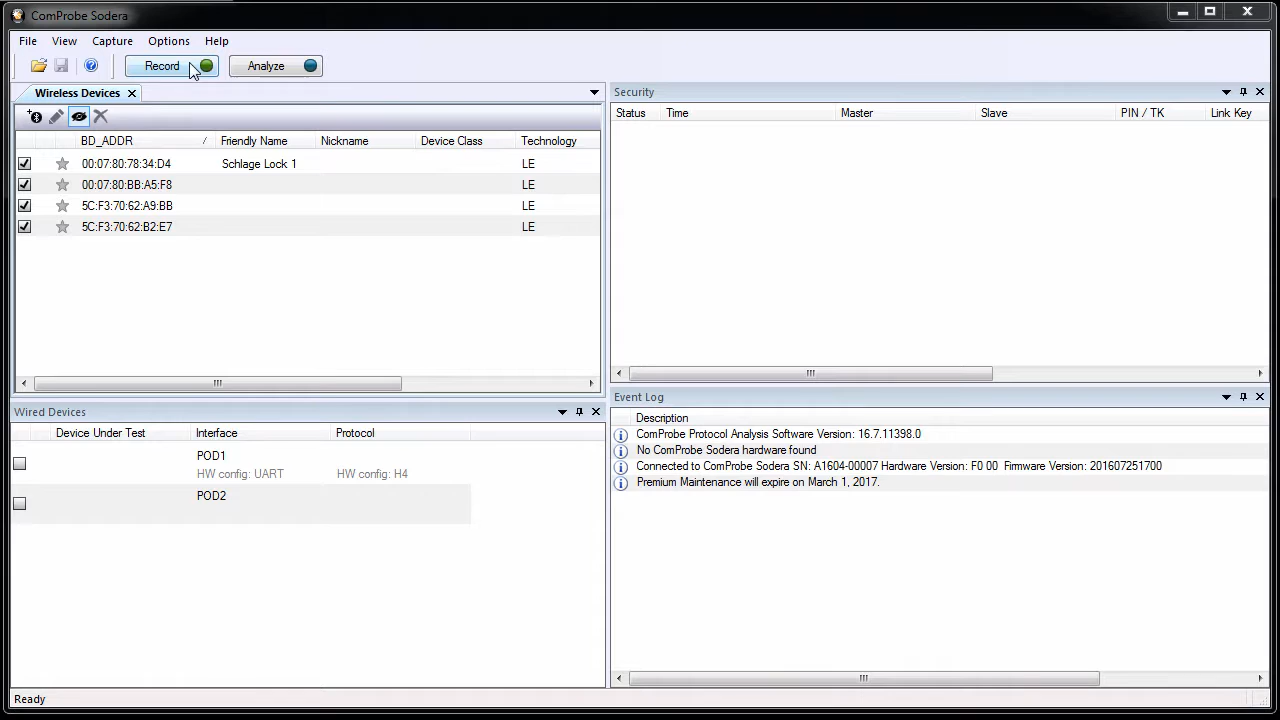 ComProbe Sodera
File View Capture Options Help
Record Analyze
Wireless Devices
BD_ADDR Friendly Name Nickname Device Class Technology
00:07:80:78:34:D4 Schlage Lock 1 LE
00:07:80:BB:A5:F8 LE
5C:F3:70:62:A9:BB LE
5C:F3:70:62:B2:E7 LE
Security
Status Time Master Slave PIN / TK Link Key
Wired Devices
Device Under Test Interface Protocol
POD1
HW config: UART HW config: H4
POD2
Event Log
Description
ComProbe Protocol Analysis Software Version: 16.7.11398.0
No ComProbe Sodera hardware found
Connected to ComProbe Sodera SN: A1604-00007 Hardware Version: F0 00 Firmware Version: 201607251700
Premium Maintenance will expire on March 1, 2017.
Ready